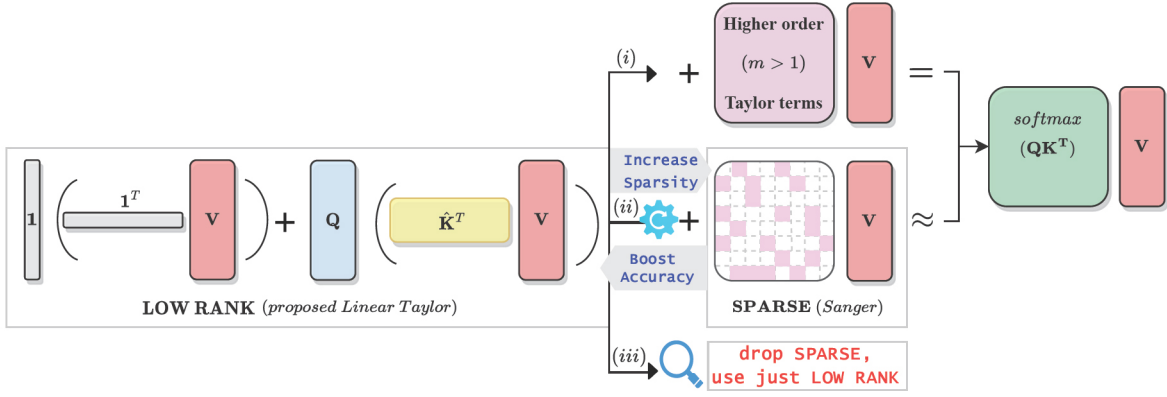 (i)
+
Higher order
(m > 1)
Taylor terms
V
=
softmax
(QK^T)
V
1
1^T
V
+
Q
K̂^T
V
LOW RANK (proposed Linear Taylor)
Increase
Sparsity
(ii)
+
Boost
Accuracy
V
≈
SPARSE (Sanger)
(iii)
drop SPARSE,
use just LOW RANK